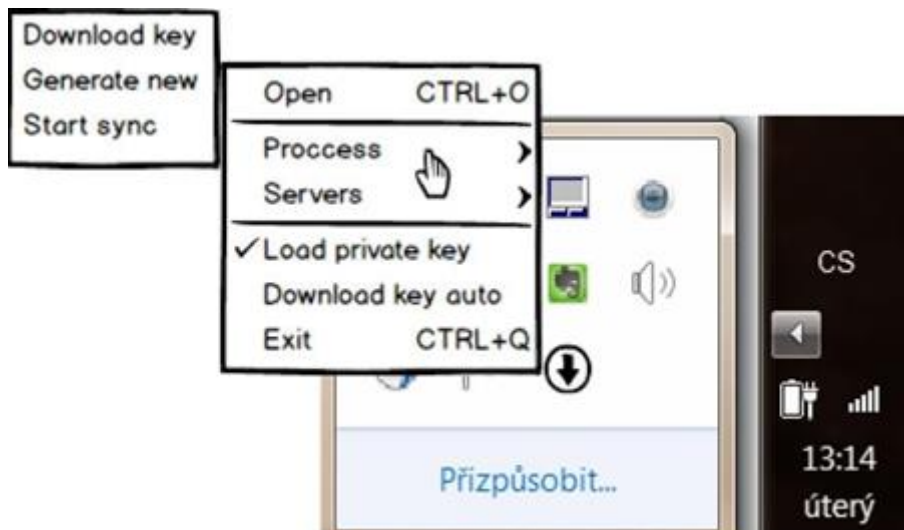 Download key
Generate new
Start sync
Open CTRL+O
Proccess
Servers
Load private key
Download key auto
Exit CTRL+Q
CS
13:14
úterý
Přizpůsobit...